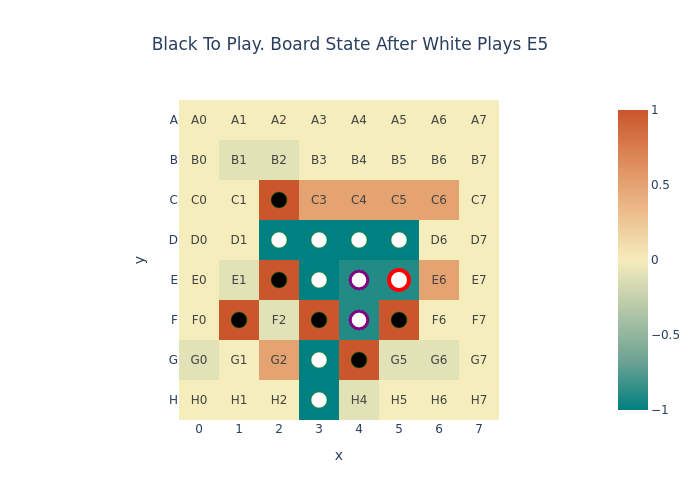 Black To Play. Board State After White Plays E5
A A0 A1 A2 A3 A4 A5 A6 A7
B B0 B1 B2 B3 B4 B5 B6 B7
C C0 C1 C3 C4 C5 C6 C7
D D0 D1 D6 D7
E E0 E1 E6 E7
F F0 F2 F6 F7
G G0 G1 G2 G5 G6 G7
H H0 H1 H2 H4 H5 H6 H7
0 1 2 3 4 5 6 7
x
y
1
0.5
0
−0.5
−1